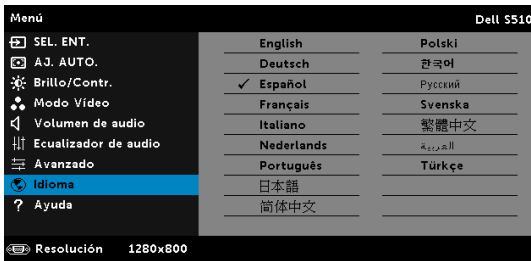 Menú Dell S510
SEL. ENT.
AJ. AUTO.
Brillo/Contr.
Modo Vídeo
Volumen de audio
Ecualizador de audio
Avanzado
Idioma
Ayuda
English Polski
Deutsch 한국어
Español Русский
Français Svenska
Italiano 繁體中文
Nederlands العربية
Português Türkçe
日本語
简体中文
Resolución 1280x800